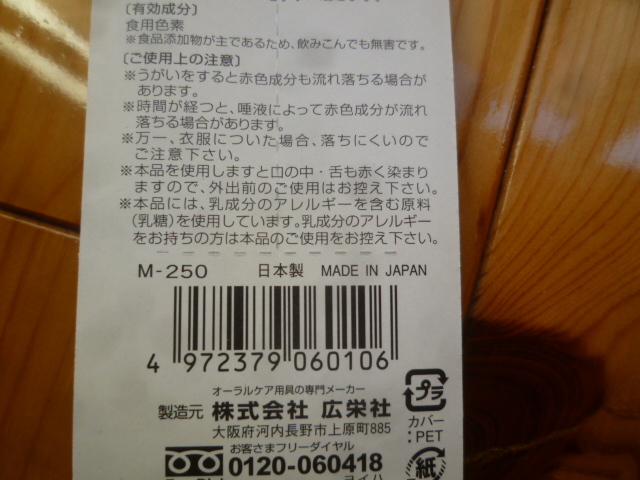 〔有効成分〕
食用色素
※食品添加物が主であるため、飲みこんでも無害です。
〔ご使用上の注意〕
※うがいをすると赤色成分も流れ落ちる場合が
あります。
※時間が経つと、唾液によって赤色成分が流れ
落ちる場合があります。
※万一、衣服についた場合、落ちにくいので
ご注意下さい。
※本品を使用しますと口の中・舌も赤く染まり
ますので、外出前のご使用はお控え下さい。
※本品には、乳成分のアレルギーを含む原料
(乳糖)を使用しています。乳成分のアレルギー
をお持ちの方は本品のご使用をお控え下さい。
M-250 日本製 MADE IN JAPAN
4 972379 060106
オーラルケア用具の専門メーカー
製造元 株式会社 広栄社
大阪府河内長野市上原町885
お客さまフリーダイヤル
0120-060418
プラ
カバー
:PET
紙